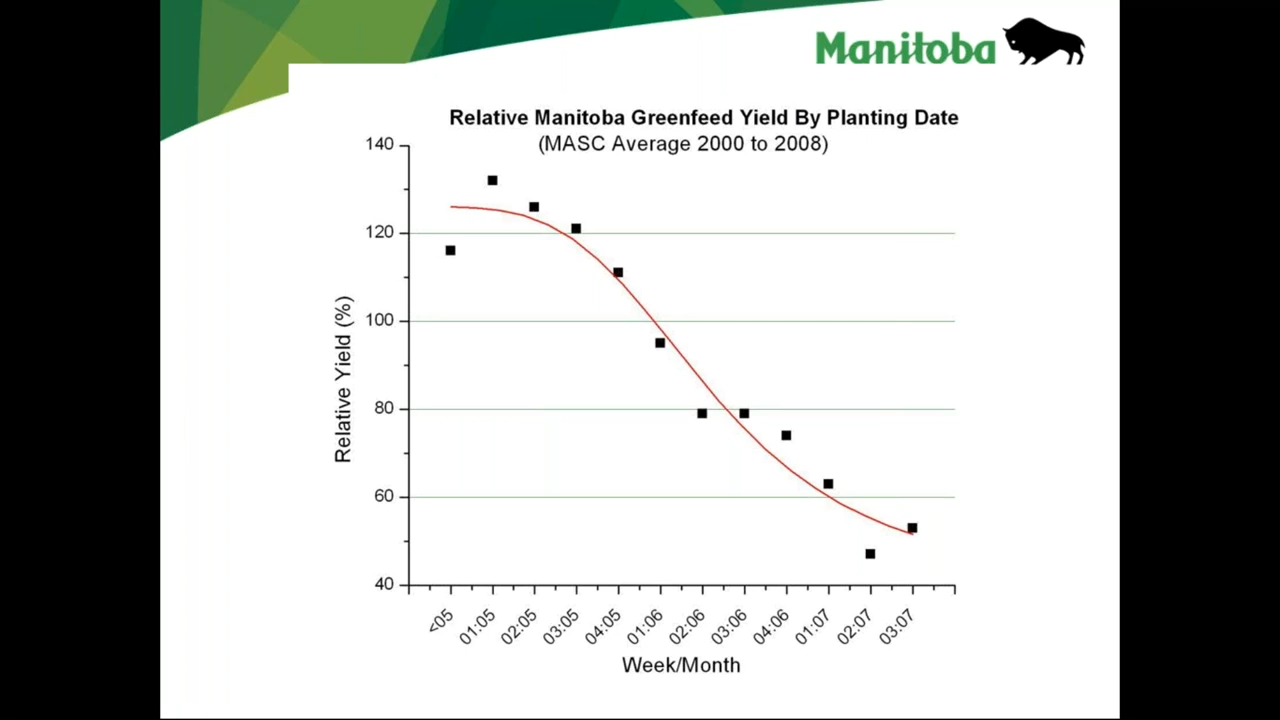 Manitoba
Relative Manitoba Greenfeed Yield By Planting Date
(MASC Average 2000 to 2008)
140
120
100
80
60
40
Relative Yield (%)
<05 01:05 02:05 03:05 04:05 01:06 02:06 03:06 04:06 01:07 02:07 03:07
Week/Month